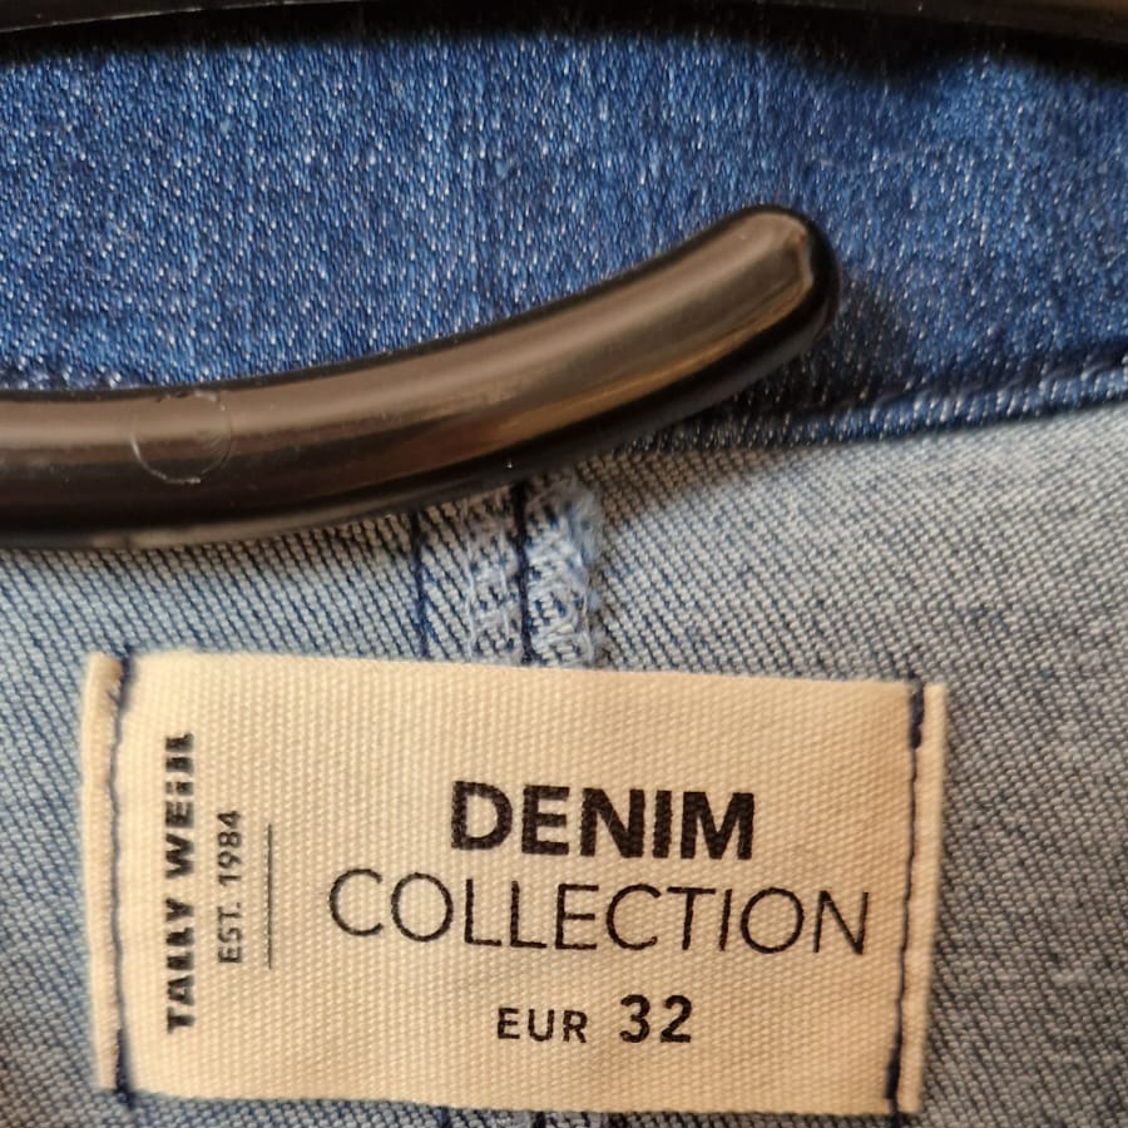 TALLY WEiJL
EST. 1984
DENIM
COLLECTION
EUR 32